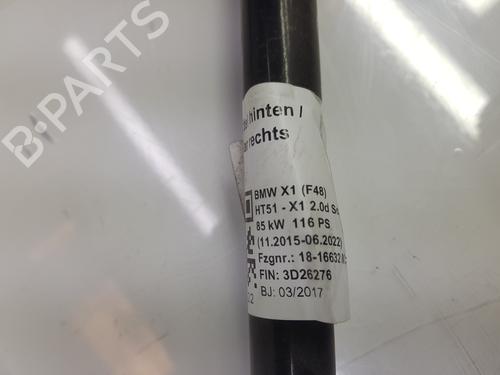 B-PARTS
hinten /
rechts
BMW X1 (F48)
HT51 - X1 2.0d
85 kW 116 PS
(11.2015-06.2022)
Fzgnr.: 18-16632
FIN: 3D26276
BJ: 03/2017